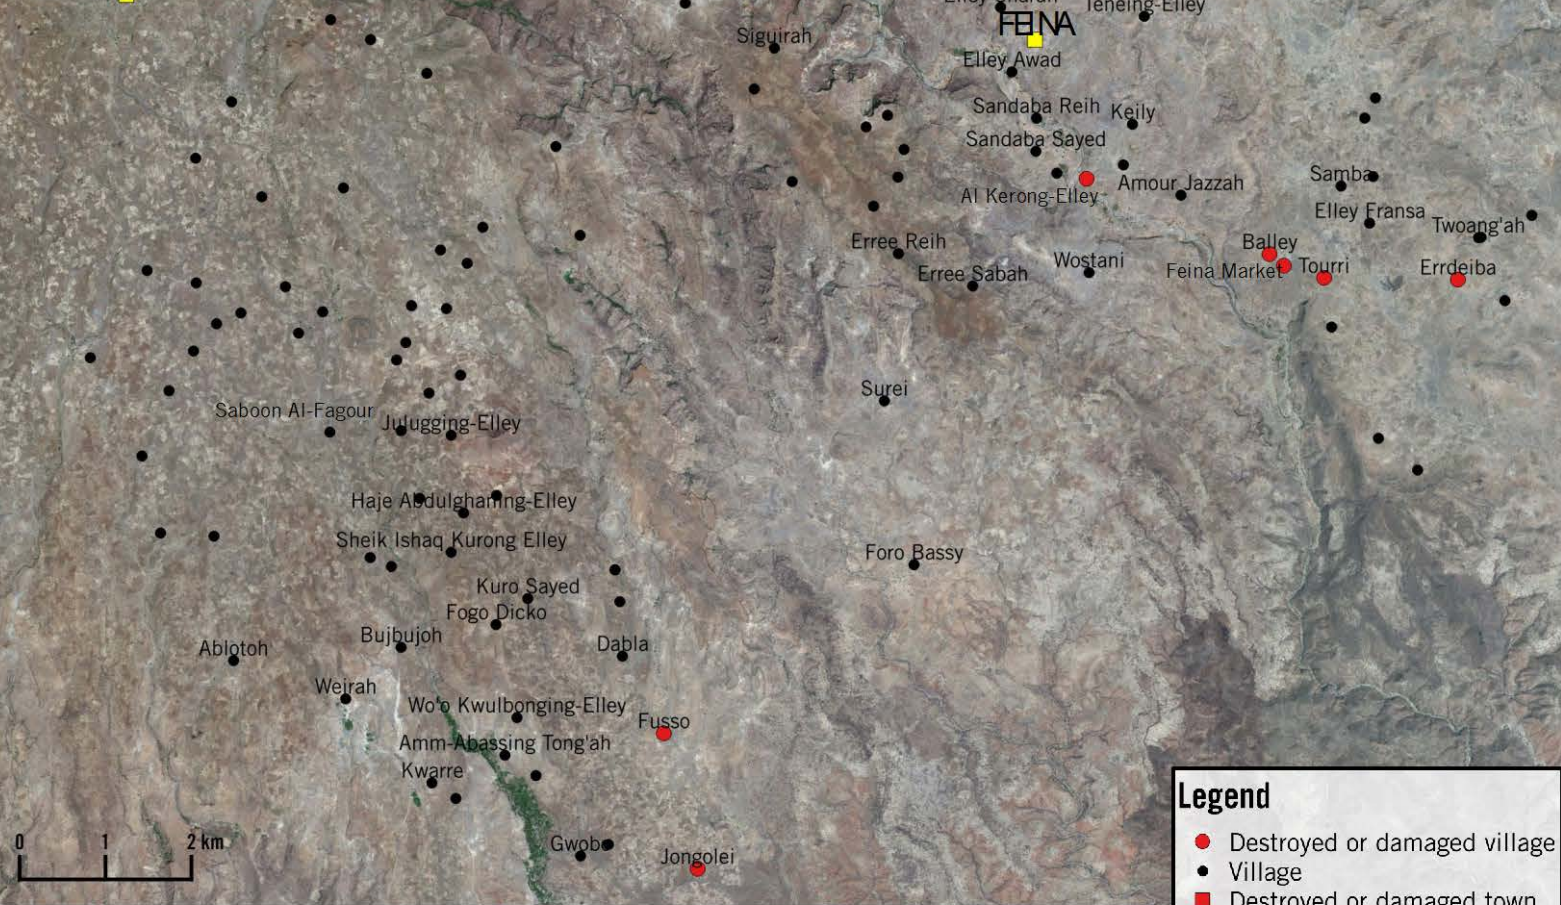 Teneing-Elley
FEINA
Siguirah
Elley Awad
Sandaba Reih
Keily
Sandaba Sayed
Samba
Amour Jazzah
Al Kerong-Elley
Elley Fransa
Twoang'ah
Erree Reih
Balley
Wostani
Feina Market
Tourri
Errdeiba
Erree Sabah
Surei
Saboon Al-Fagour
Julugging-Elley
Haje Abdulghaning-Elley
Sheik Ishaq Kurong Elley
Foro Bassy
Kuro Sayed
Fogo Dicko
Bujbujoh
Dabla
Ablotoh
Weirah
Wo'o Kwulbonging-Elley
Fusso
Amm-Abassing Tong'ah
Kwarre
Gwobe
Jongolei
0 1 2 km
Legend
Destroyed or damaged village
Village
Destroyed or damaged town